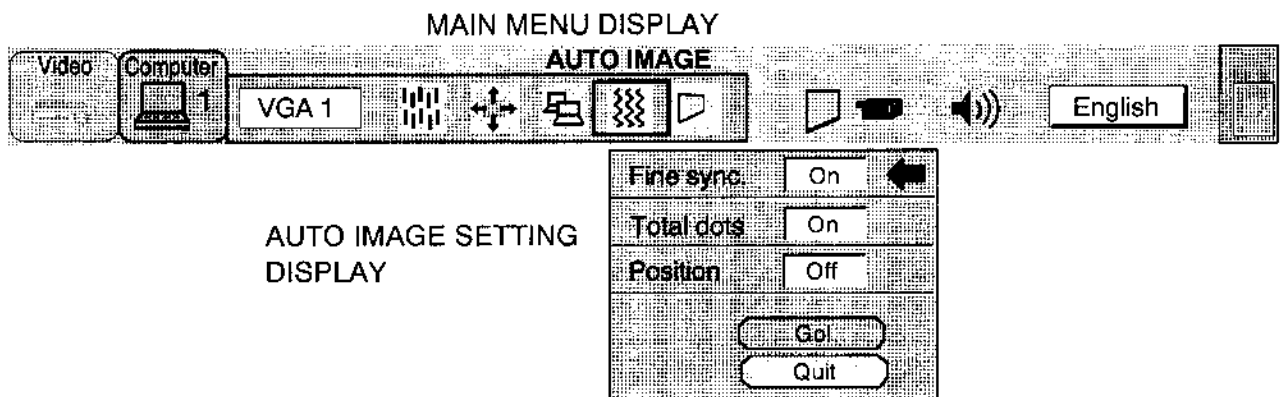 MAIN MENU DISPLAY
AUTO IMAGE
Video
Computer
1
VGA 1
English
Fine sync. On
Total dots On
Position Off
AUTO IMAGE SETTING
DISPLAY
Go!
Quit